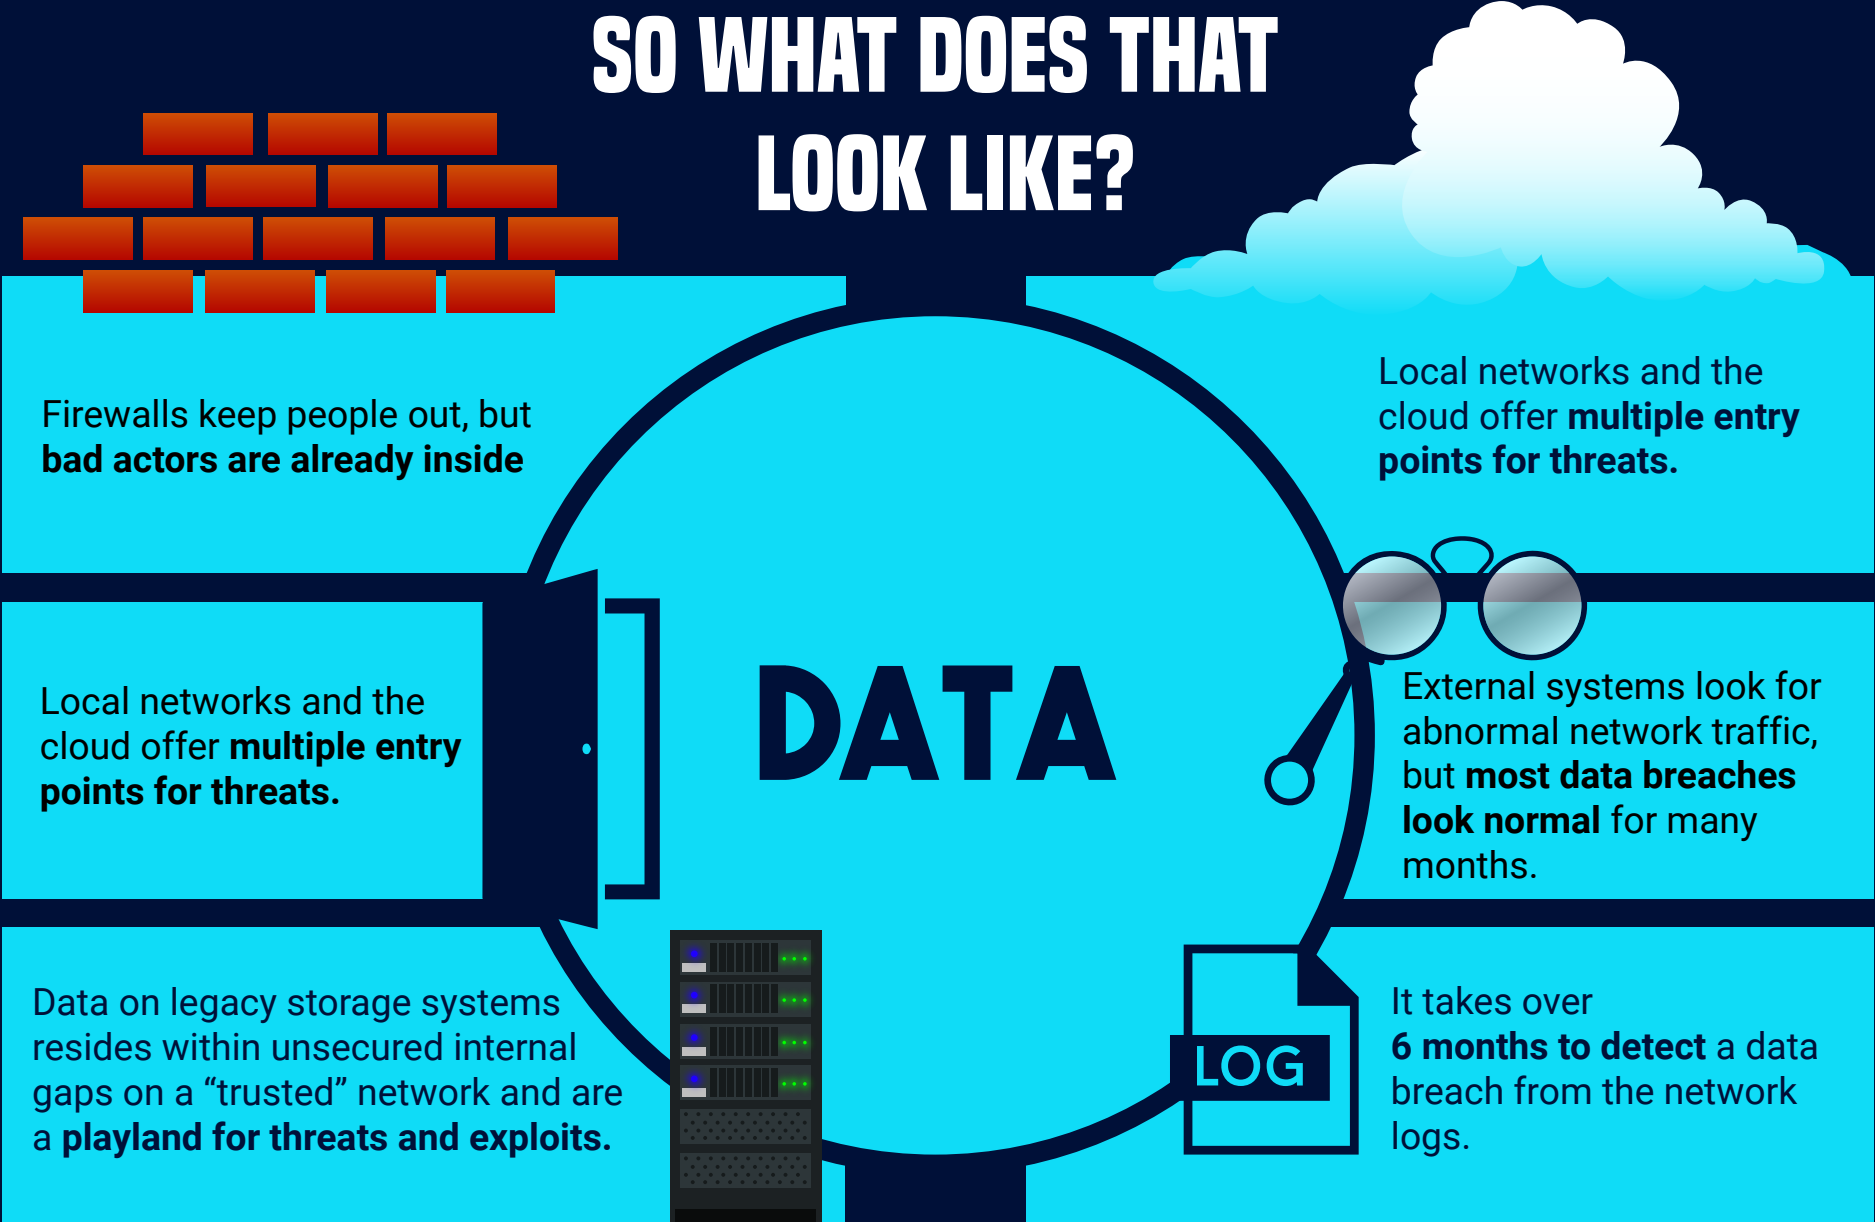 SO WHAT DOES THAT
LOOK LIKE?
Firewalls keep people out, but
bad actors are already inside
Local networks and the
cloud offer multiple entry
points for threats.
Local networks and the
cloud offer multiple entry
points for threats.
DATA
External systems look for
abnormal network traffic,
but most data breaches
look normal for many
months.
Data on legacy storage systems
resides within unsecured internal
gaps on a “trusted” network and are
a playland for threats and exploits.
LOG
It takes over
6 months to detect a data
breach from the network
logs.